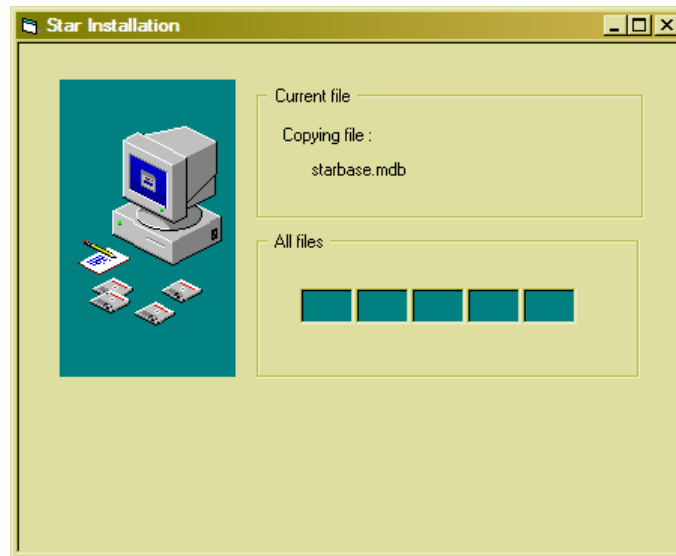 Star Installation
Current file
Copying file :
starbase.mdb
All files